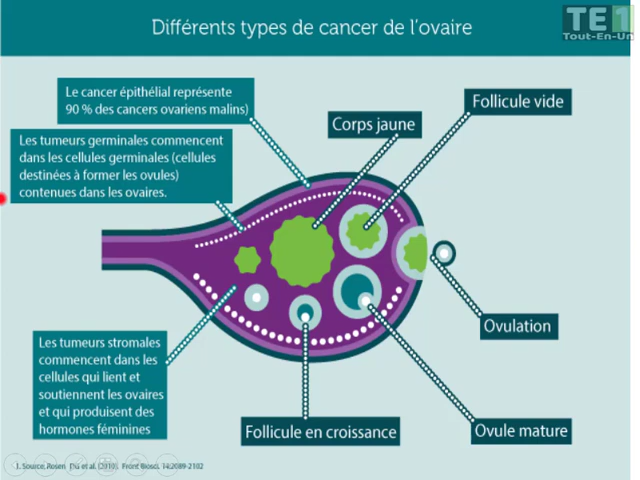 Différents types de cancer de l'ovaire
TE1
Tout-En-Un
Le cancer épithélial représente
90 % des cancers ovariens malins)
Follicule vide
Corps jaune
Les tumeurs germinales commencent
dans les cellules germinales (cellules
destinées à former les ovules)
contenues dans les ovaires.
Ovulation
Les tumeurs stromales
commencent dans les
cellules qui lient et
soutiennent les ovaires
et qui produisent des
hormones féminines
Follicule en croissance
Ovule mature
1. Source. Rosen et al. (2010). Front Biosci. 14:2089-2102